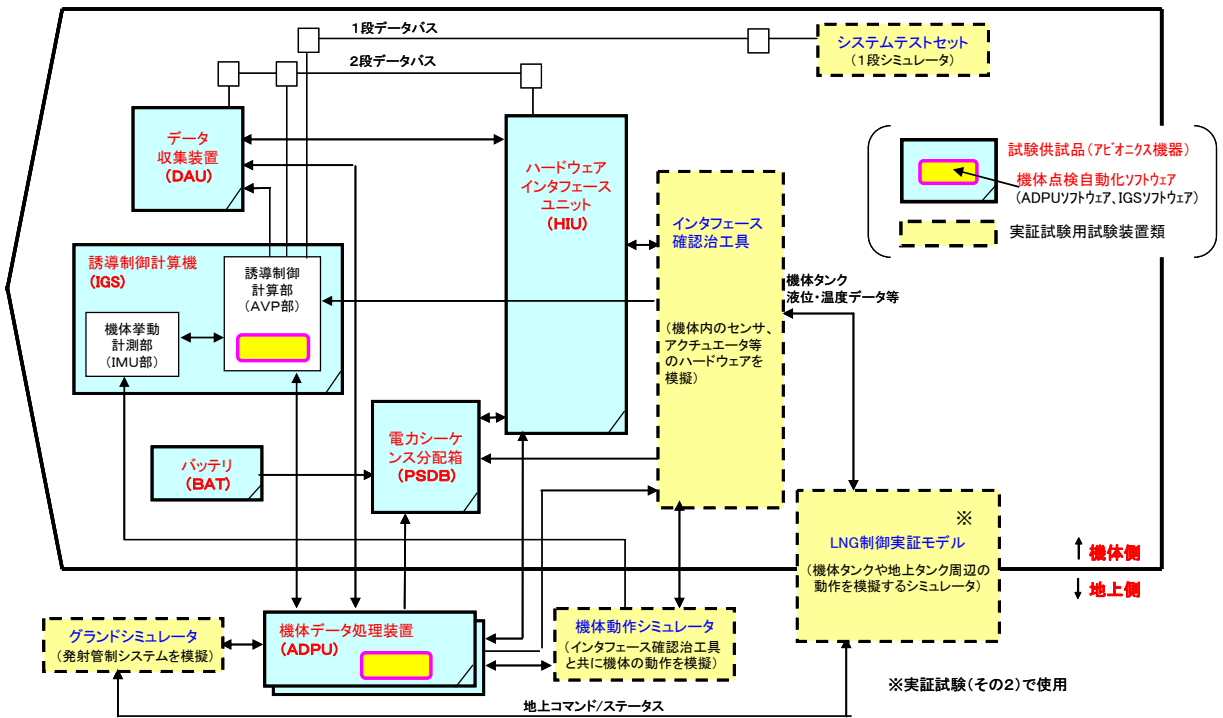 １段データバス
２段データバス
システムテストセット
（１段シミュレータ）
データ
収集装置
（DAU）
ハードウェア
インタフェース
ユニット
（HIU）
試験供試品（アビオニクス機器）
機体点検自動化ソフトウェア
（ADPUソフトウェア、IGSソフトウェア）
実証試験用試験装置類
インタフェース
確認治工具
（機体内のセンサ、
アクチュエータ等
のハードウェアを
模擬）
誘導制御計算機
（IGS）
誘導制御
計算部
（AVP部）
機体挙動
計測部
（IMU部）
機体タンク
液位・温度データ等
電力シーケ
ンス分配箱
（PSDB）
バッテリ
（BAT）
※
LNG制御実証モデル
（機体タンクや地上タンク周辺の
動作を模擬するシミュレータ）
機体側
地上側
グランドシミュレータ
（発射管制システムを模擬）
機体データ処理装置
（ADPU）
機体動作シミュレータ
（インタフェース確認治工具
と共に機体の動作を模擬）
※実証試験（その２）で使用
地上コマンド/ステータス